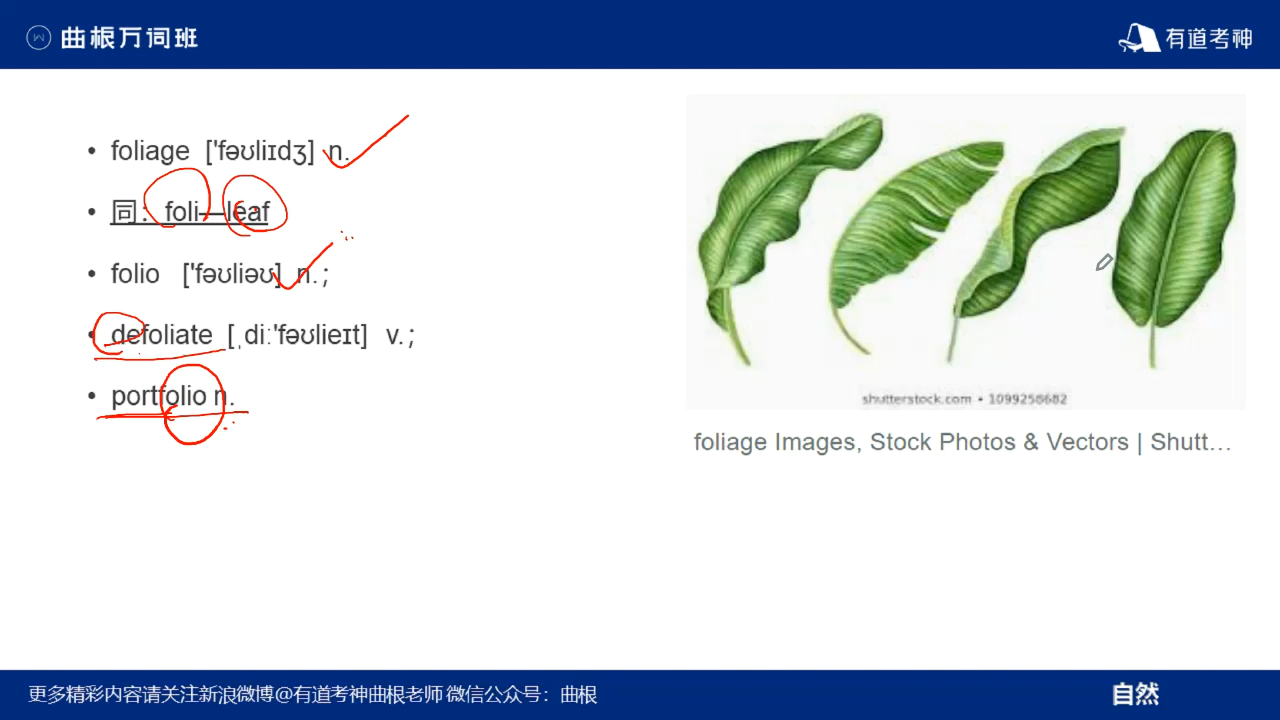 曲根万词班
有道考神
• foliage ['fəʊliɪdʒ] n.
• 同：foli—leaf
• folio ['fəʊliəʊ] n.;
• defoliate [ˌdiː'fəʊlieɪt] v.;
• portfolio n.
shutterstock.com • 1099258682
foliage Images, Stock Photos & Vectors | Shutt…
更多精彩内容请关注新浪微博@有道考神曲根老师 微信公众号：曲根
自然